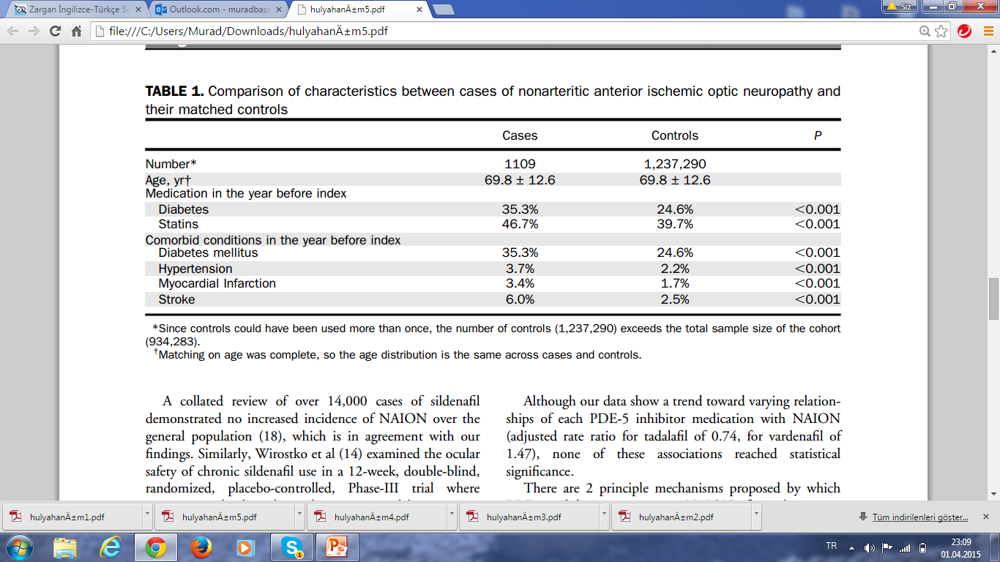 Zargan İngilizce-Türkçe Sö
Outlook.com - muradbasa
hulyahanÄ±m5.pdf
Siz
file:///C:/Users/Murad/Downloads/hulyahanÄ±m5.pdf
TABLE 1. Comparison of characteristics between cases of nonarteritic anterior ischemic optic neuropathy and
their matched controls
Cases Controls P
Number* 1109 1,237,290
Age, yr† 69.8 ± 12.6 69.8 ± 12.6
Medication in the year before index
Diabetes 35.3% 24.6% <0.001
Statins 46.7% 39.7% <0.001
Comorbid conditions in the year before index
Diabetes mellitus 35.3% 24.6% <0.001
Hypertension 3.7% 2.2% <0.001
Myocardial Infarction 3.4% 1.7% <0.001
Stroke 6.0% 2.5% <0.001
*Since controls could have been used more than once, the number of controls (1,237,290) exceeds the total sample size of the cohort
(934,283).
†Matching on age was complete, so the age distribution is the same across cases and controls.
A collated review of over 14,000 cases of sildenafil
demonstrated no increased incidence of NAION over the
general population (18), which is in agreement with our
findings. Similarly, Wirostko et al (14) examined the ocular
safety of chronic sildenafil use in a 12-week, double-blind,
randomized, placebo-controlled, Phase-III trial where
Although our data show a trend toward varying relation-
ships of each PDE-5 inhibitor medication with NAION
(adjusted rate ratio for tadalafil of 0.74, for vardenafil of
1.47), none of these associations reached statistical
significance.
There are 2 principle mechanisms proposed by which
hulyahanÄ±m1.pdf
hulyahanÄ±m5.pdf
hulyahanÄ±m4.pdf
hulyahanÄ±m3.pdf
hulyahanÄ±m2.pdf
Tüm indirilenleri göster...
TR
23:09
01.04.2015